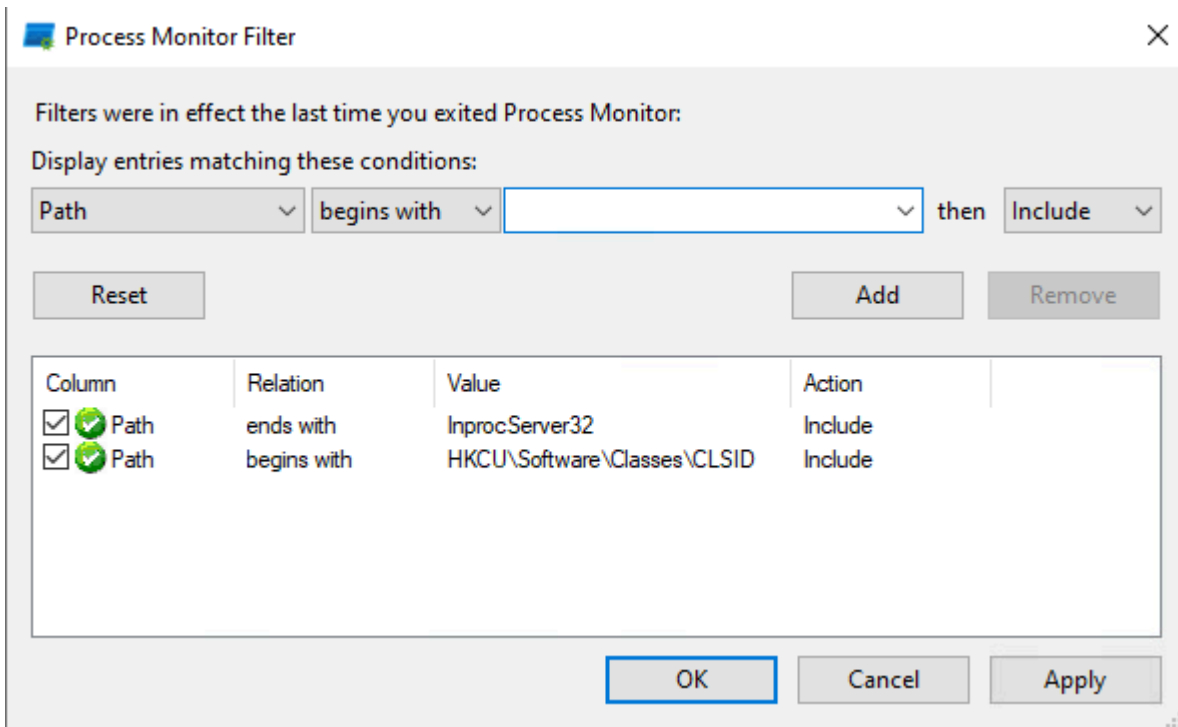 Process Monitor Filter
Filters were in effect the last time you exited Process Monitor:
Display entries matching these conditions:
Path begins with then Include
Reset Add Remove
Column Relation Value Action
Path ends with InprocServer32 Include
Path begins with HKCU\Software\Classes\CLSID Include
OK Cancel Apply